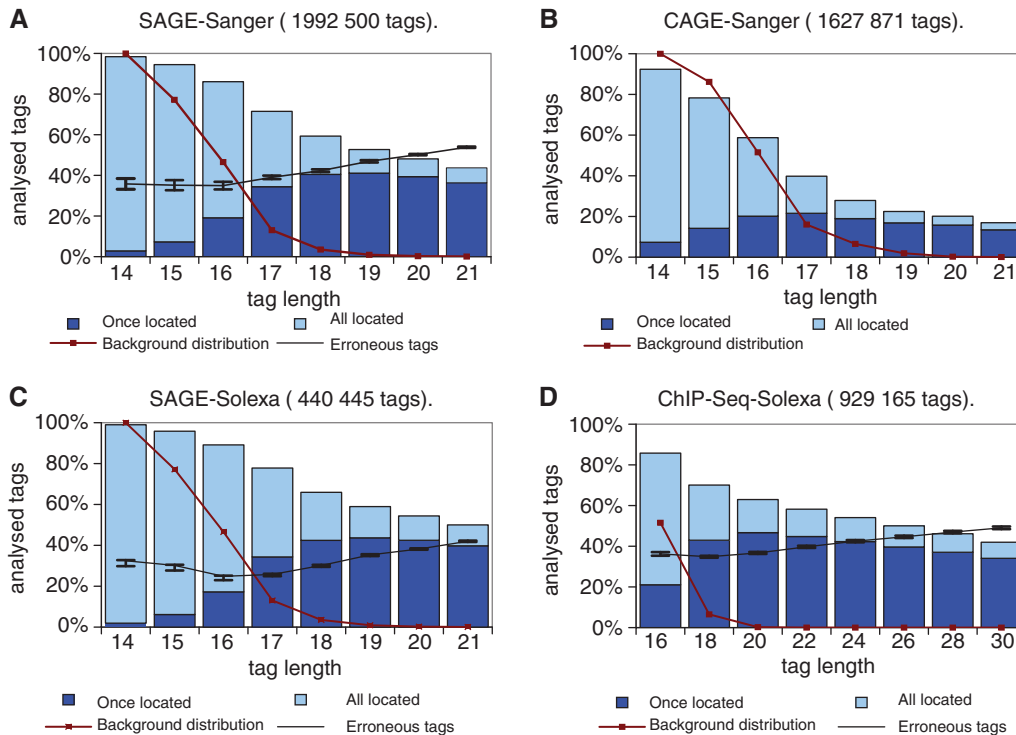 A SAGE-Sanger ( 1992 500 tags).
100%
80%
60%
40%
20%
0%
analysed tags
14 15 16 17 18 19 20 21
tag length
Once located All located
Background distribution Erroneous tags
B CAGE-Sanger ( 1627 871 tags).
100%
80%
60%
40%
20%
0%
analysed tags
14 15 16 17 18 19 20 21
tag length
Once located All located
Background distribution
C SAGE-Solexa ( 440 445 tags).
100%
80%
60%
40%
20%
0%
analysed tags
14 15 16 17 18 19 20 21
tag length
Once located All located
Background distribution Erroneous tags
D ChIP-Seq-Solexa ( 929 165 tags).
100%
80%
60%
40%
20%
0%
analysed tags
16 18 20 22 24 26 28 30
tag length
Once located All located
Background distribution Erroneous tags